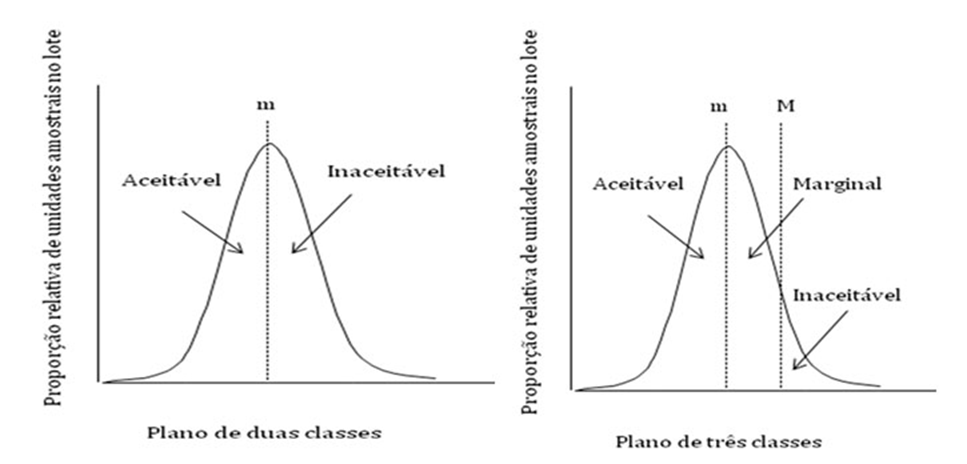 Proporção relativa de unidades amostrais no lote
m
Aceitável
Inaceitável
Plano de duas classes
Proporção relativa de unidades amostrais no lote
m
M
Aceitável
Marginal
Inaceitável
Plano de três classes